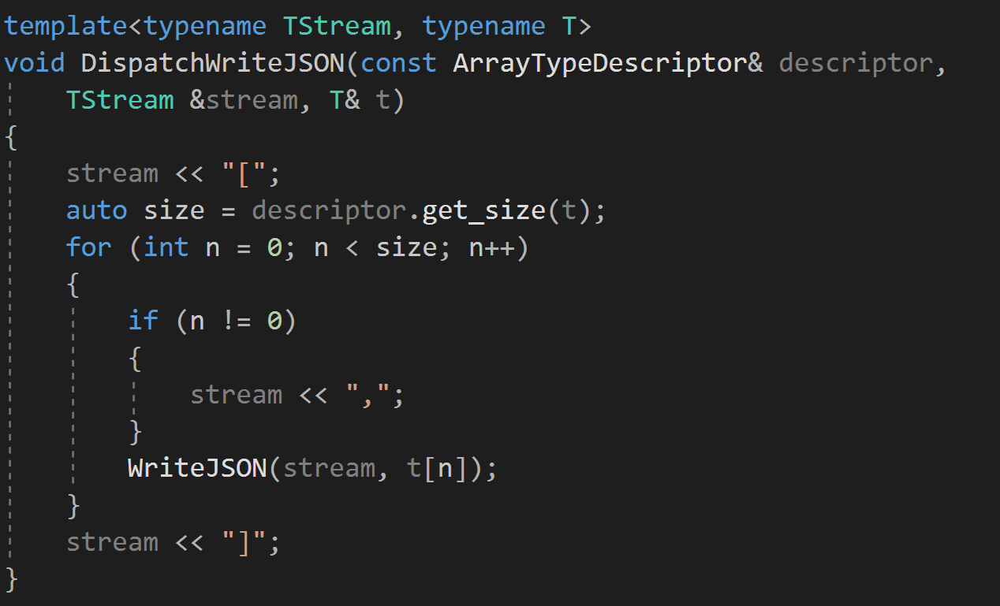 template<typename TStream, typename T>
void DispatchWriteJSON(const ArrayTypeDescriptor& descriptor,
    TStream &stream, T& t)
{
    stream << "[";
    auto size = descriptor.get_size(t);
    for (int n = 0; n < size; n++)
    {
        if (n != 0)
        {
            stream << ",";
        }
        WriteJSON(stream, t[n]);
    }
    stream << "]";
}